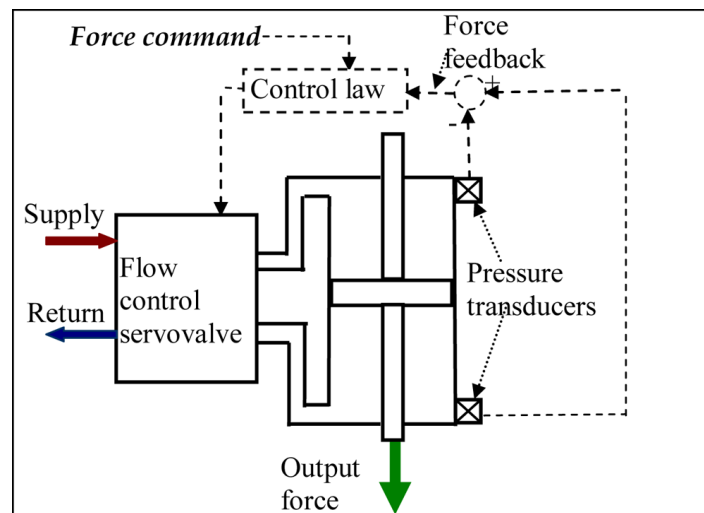 Force command
Force
feedback
Control law
+
-
Supply
Return
Flow
control
servovalve
Pressure
transducers
Output
force